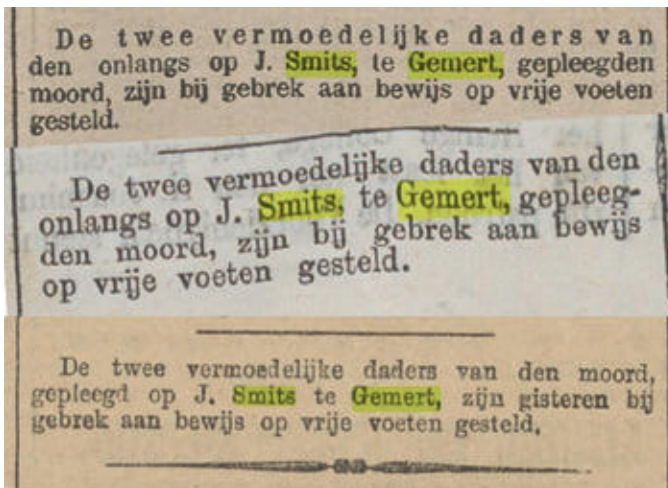 De twee vermoedelijke daders van
den onlangs op J. Smits, te Gemert, gepleegden
moord, zijn bij gebrek aan bewijs op vrije voeten
gesteld.
De twee vermoedelijke daders van den
onlangs op J. Smits, te Gemert, gepleeg-
den moord, zijn bij gebrek aan bewijs
op vrije voeten gesteld.
De twee vermoedelijke daders van den moord,
gepleegd op J. Smits te Gemert, zijn gisteren bij
gebrek aan bewijs op vrije voeten gesteld.